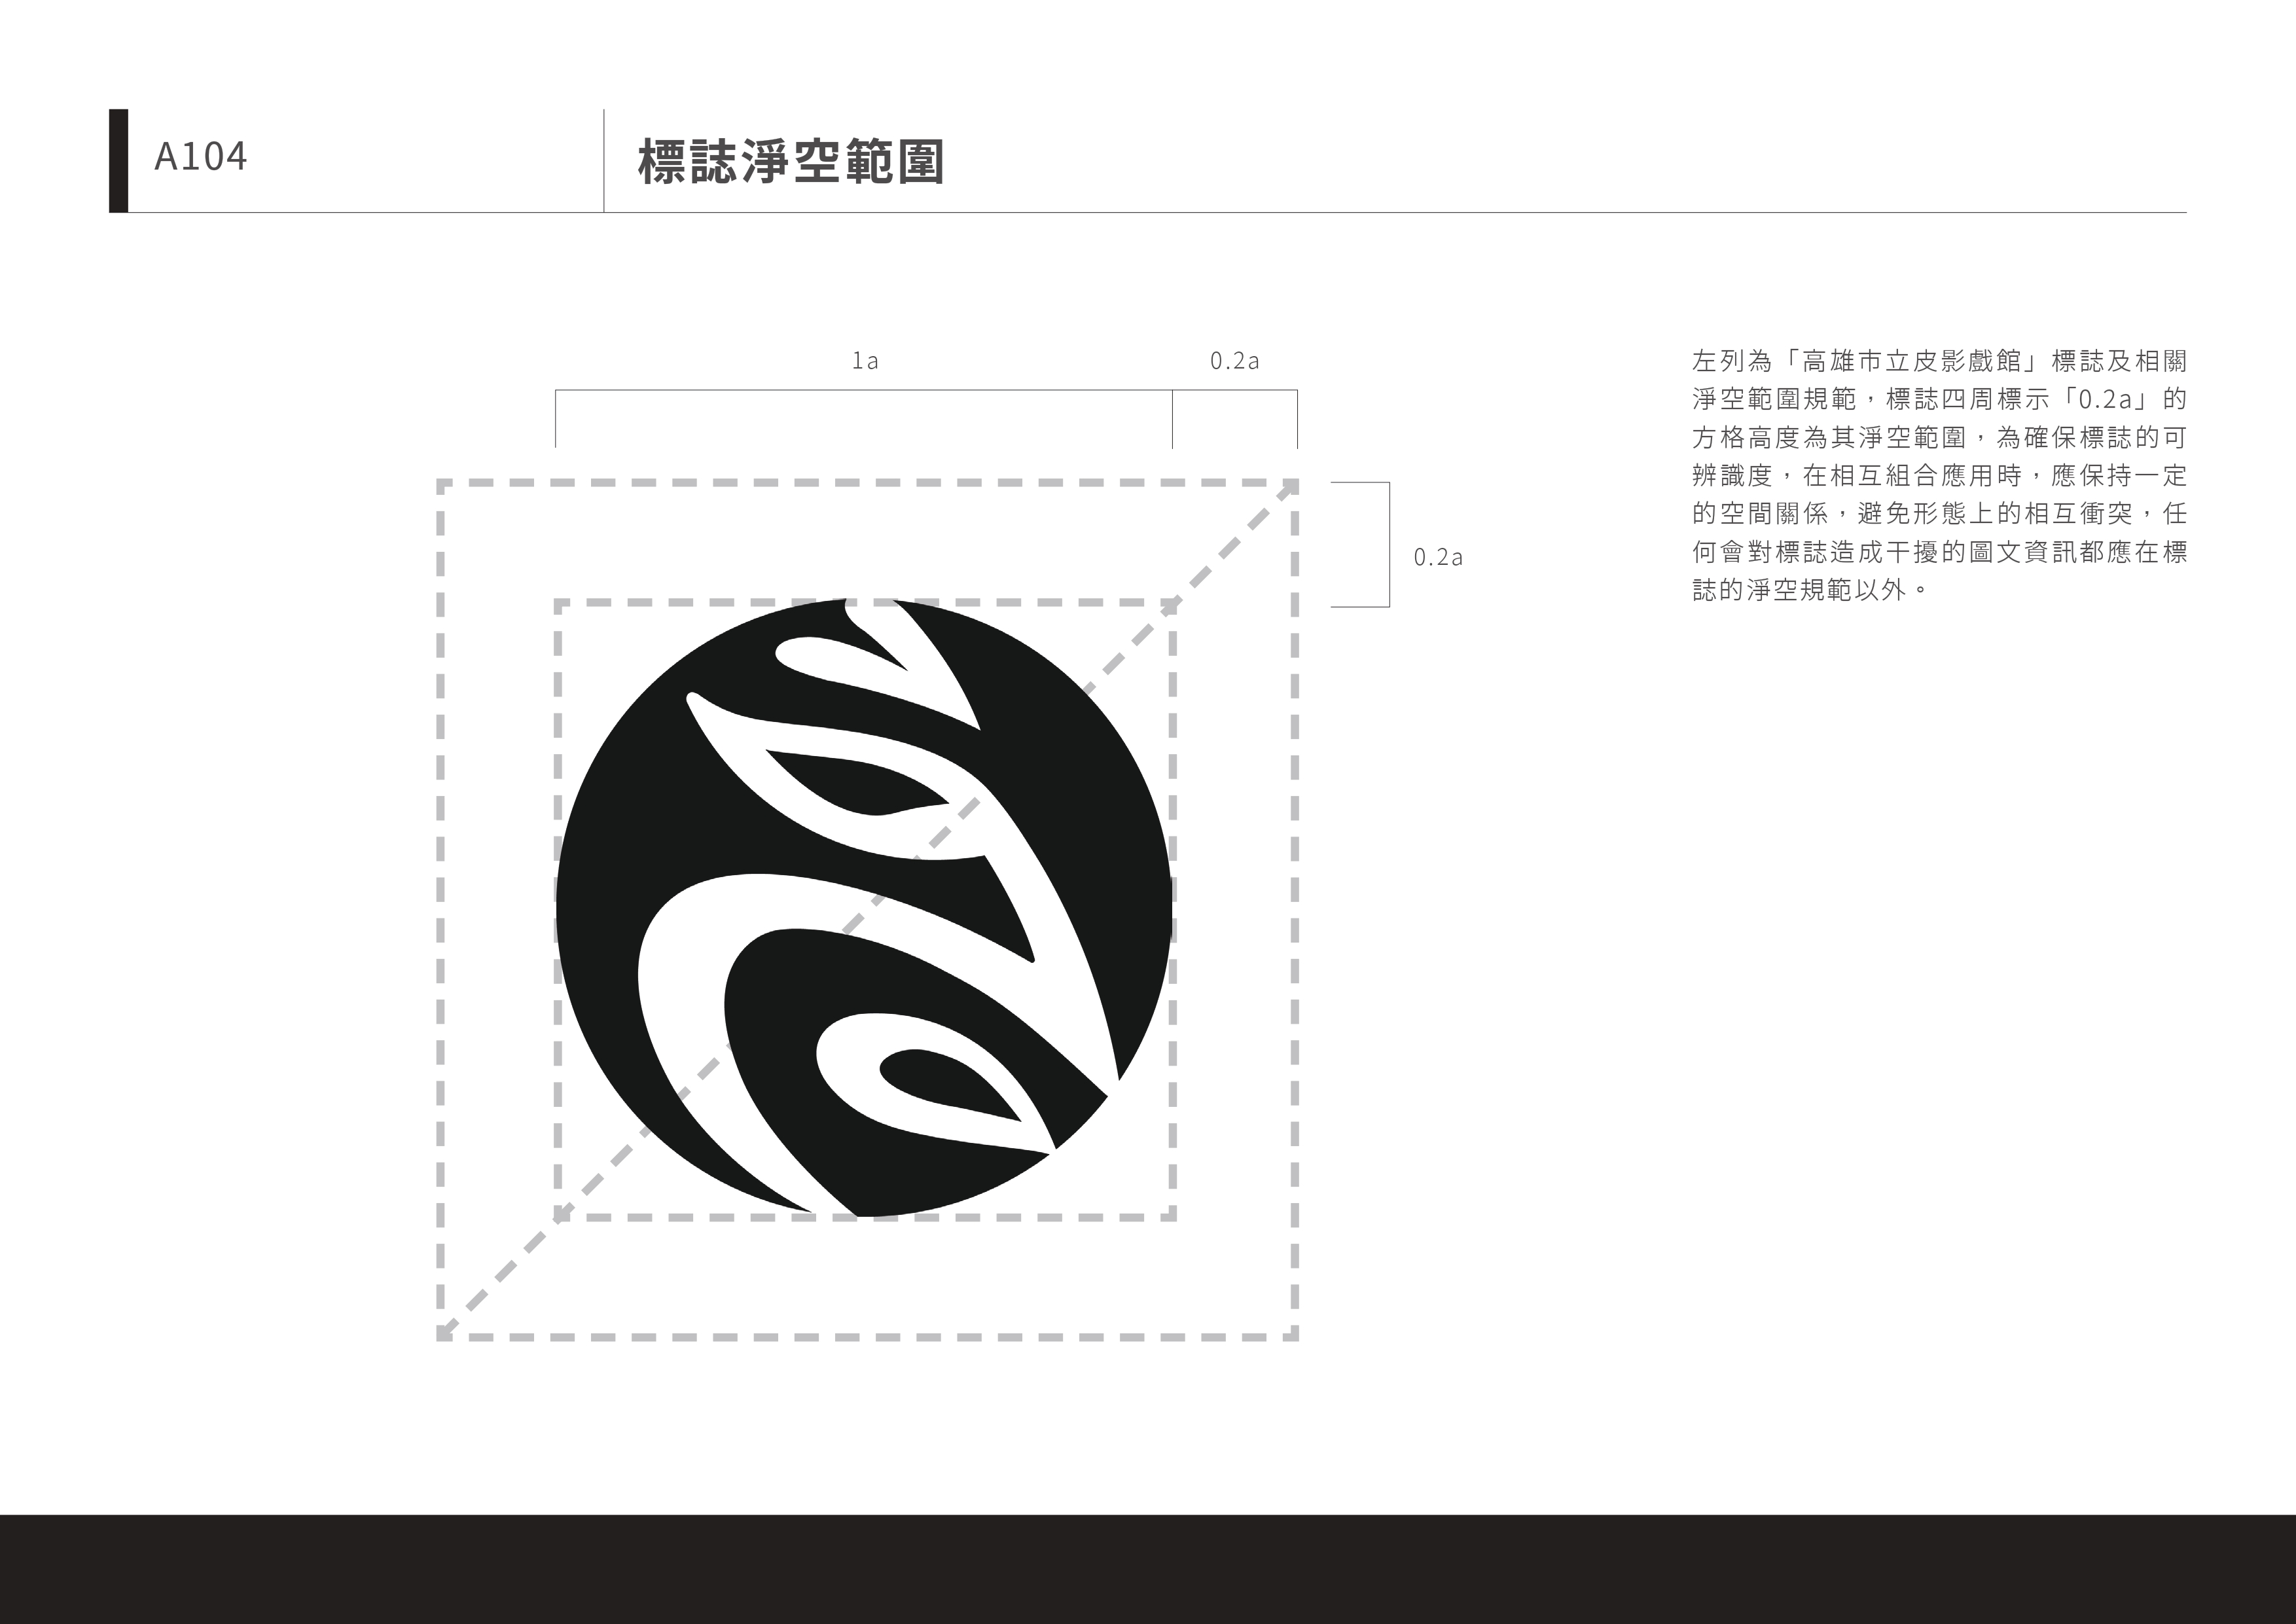 A104
標誌淨空範圍
1a
0.2a
0.2a
左列為「高雄市立皮影戲館」標誌及相關
淨空範圍規範，標誌四周標示「0.2a」的
方格高度為其淨空範圍，為確保標誌的可
辨識度，在相互組合應用時，應保持一定
的空間關係，避免形態上的相互衝突，任
何會對標誌造成干擾的圖文資訊都應在標
誌的淨空規範以外。